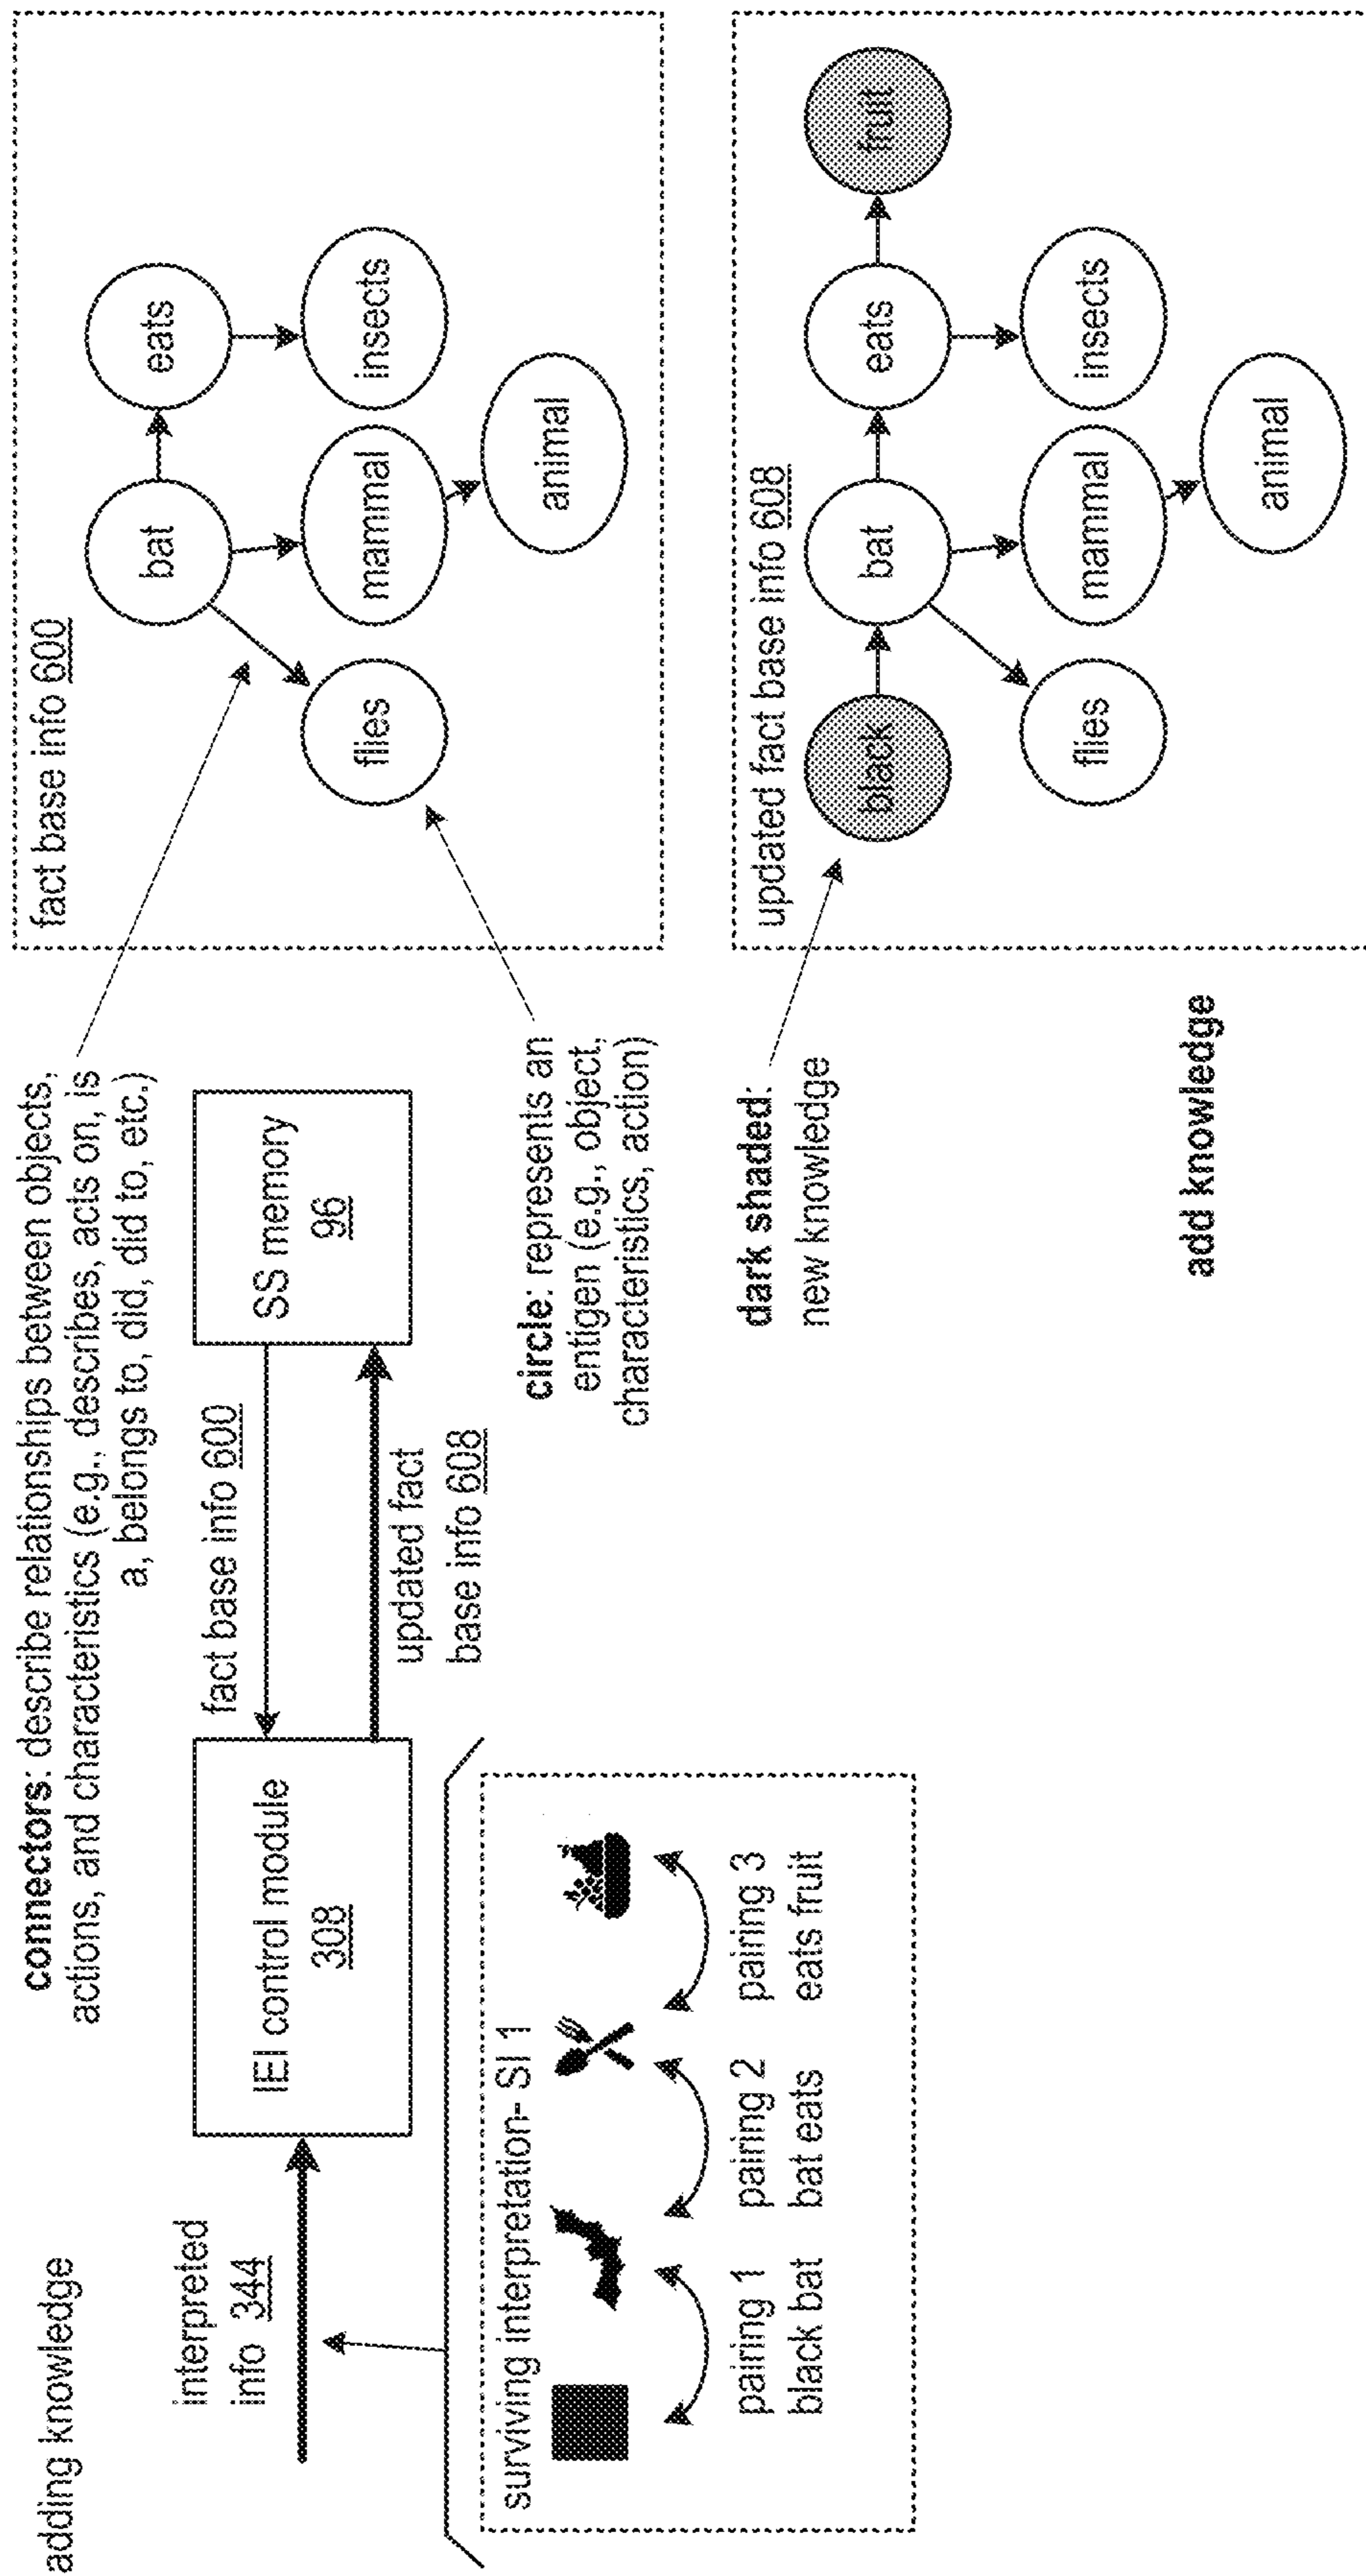 adding knowledge
interpreted
info 344
IEI control module
308
fact base info 600
updated fact
base info 608
SS memory
96
connectors: describe relationships between objects,
actions, and characteristics (e.g., describes, acts on, is
a, belongs to, did, did to, etc.)
circle: represents an
entigen (e.g., object,
characteristics, action)
surviving interpretation- SI 1
pairing 1
black bat
pairing 2
bat eats
pairing 3
eats fruit
fact base info 600
bat
eats
flies
mammal
insects
animal
dark shaded:
new knowledge
add knowledge
updated fact base info 608
black
bat
eats
fruit
flies
mammal
insects
animal